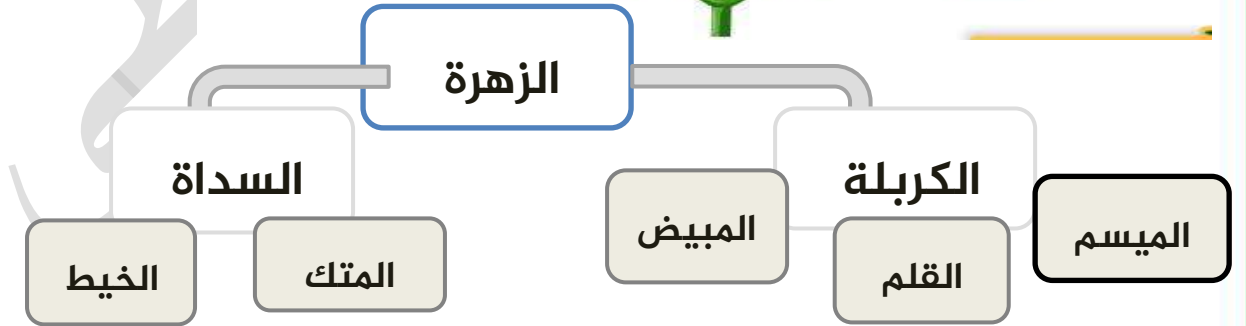 الزهرة
الكربلة
السداة
الميسم
القلم
المبيض
المتك
الخيط